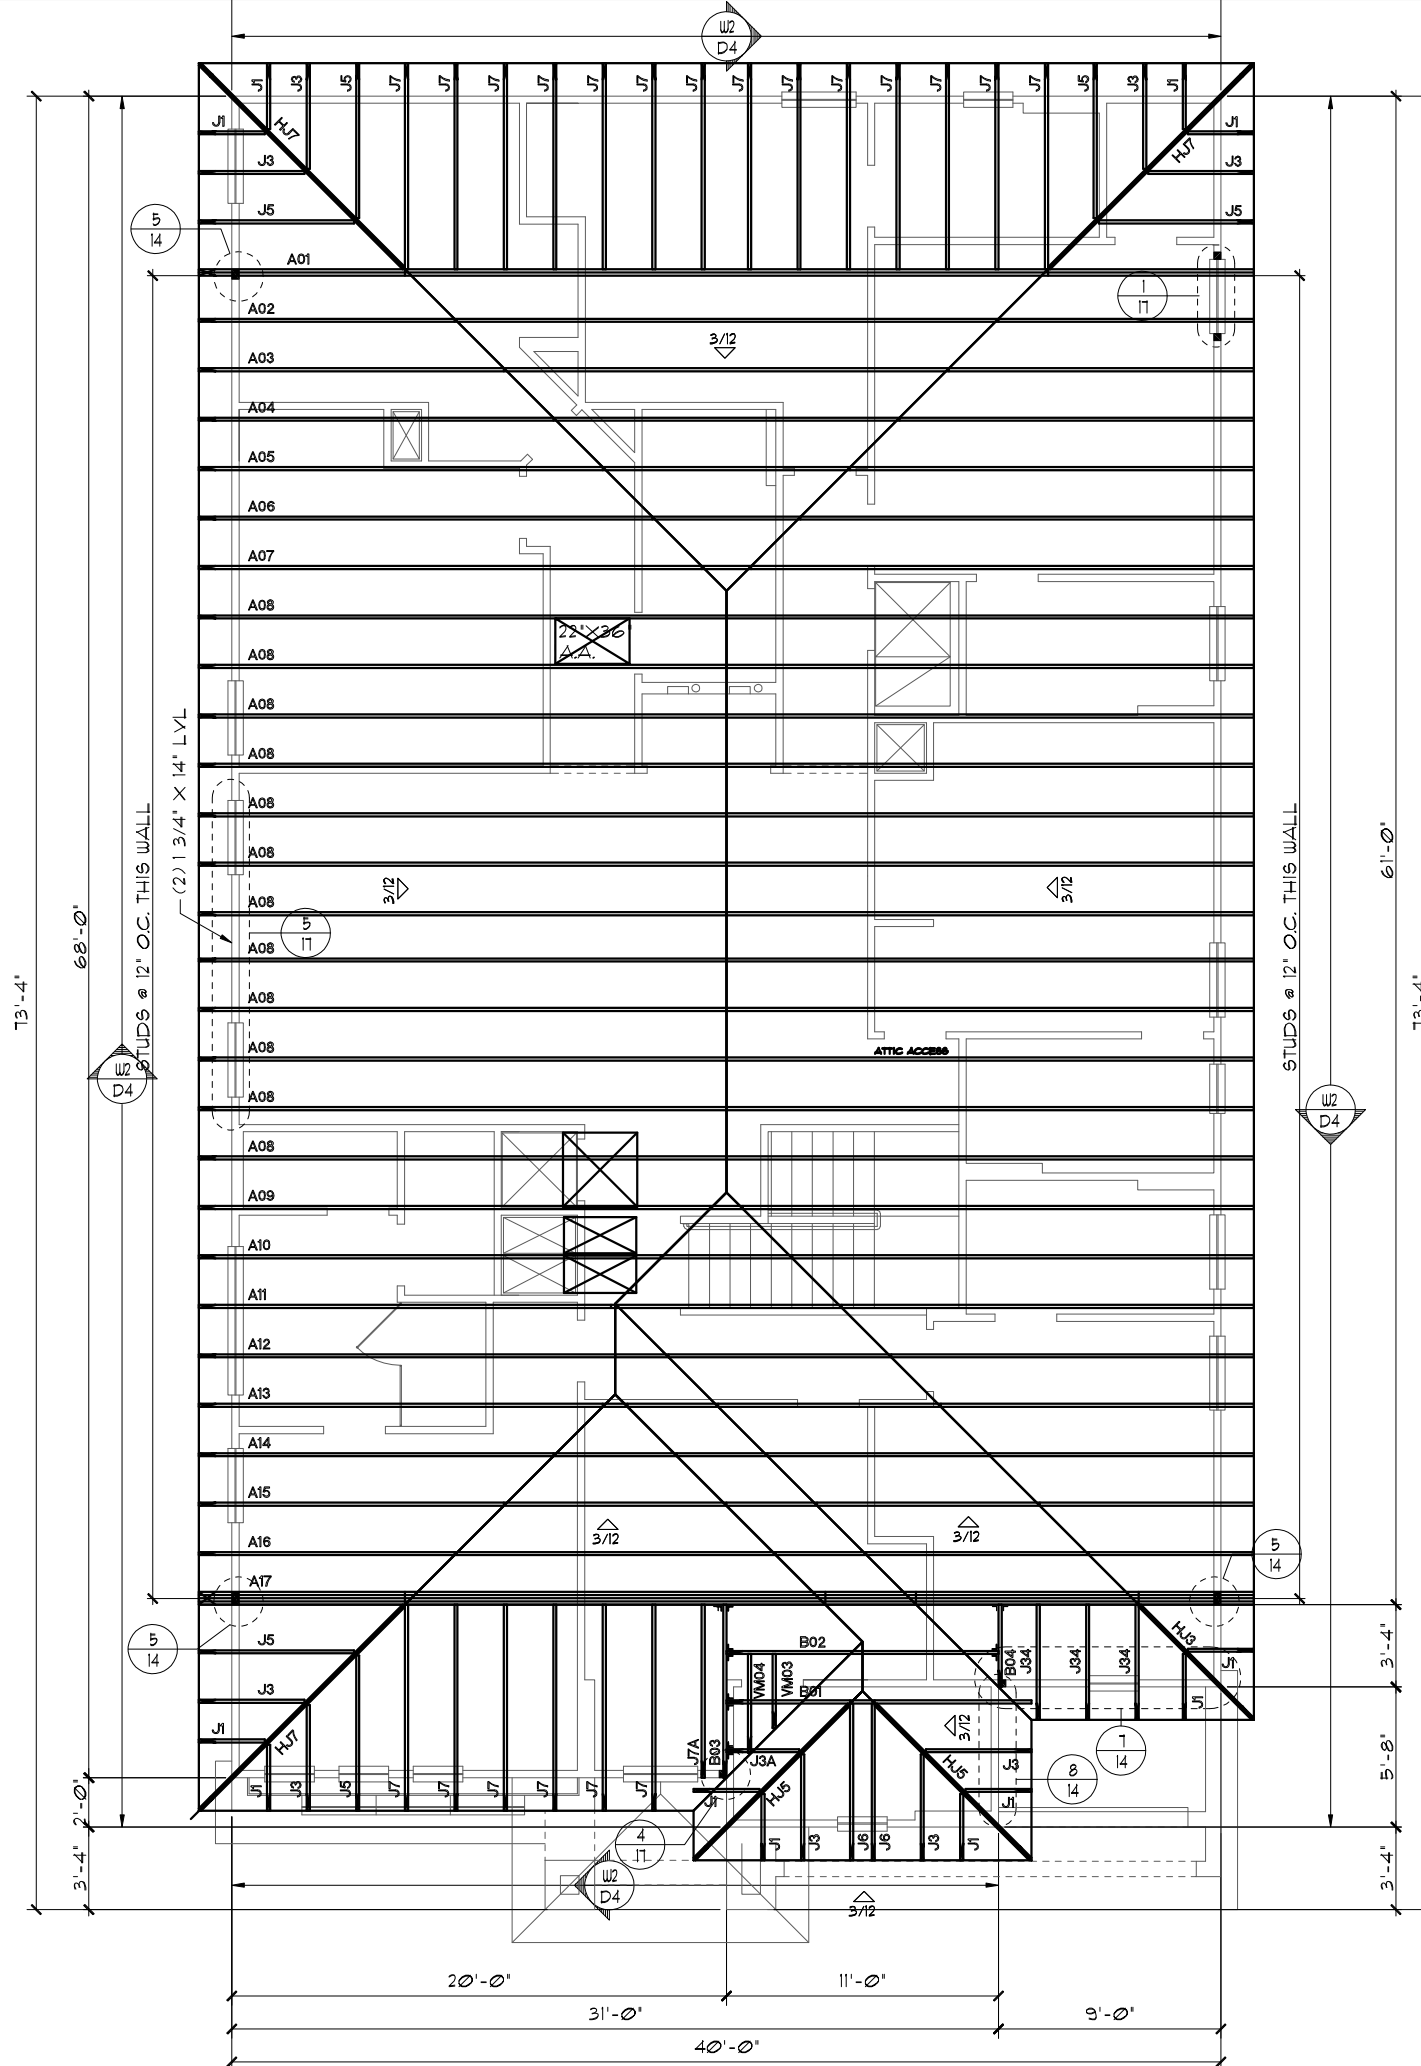 W2
D4
J1
J3
J5
J7
J7
J7
J7
J7
J7
J7
J7
J7
J7
J7
J7
J7
J5
J3
J1
J1
HJ7
HJ7
J1
J3
J3
J5
J5
5
14
A01
1
17
A02
3/12
A03
A04
A05
A06
A07
A08
22"X36"
A.A.
A08
A08
A08
A08
A08
3/12
3/12
A08
5
17
A08
A08
A08
ATTIC ACCESS
A08
A08
A09
A10
A11
A12
A13
A14
A15
A16
A17
(2) 1 3/4" X 14" LVL
STUDS @ 12" O.C. THIS WALL
STUDS @ 12" O.C. THIS WALL
68'-0"
73'-4"
61'-0"
73'-4"
W2
D4
W2
D4
3/12
3/12
5
14
5
14
J5
J3
J1
HJ7
B02
VM04
VM03
B01
B04
J34
J34
J34
HJ3
J1
J1
3'-4"
3/12
J7A
B03
J3A
J1
HJ5
HJ5
J3
J1
7
14
8
14
5'-8"
J1
J3
J5
J7
J7
J7
J7
J7
J7
2'-0"
4
17
J1
J3
J6
J6
J3
J1
3'-4"
W2
D4
3/12
3'-4"
20'-0"
11'-0"
31'-0"
9'-0"
40'-0"